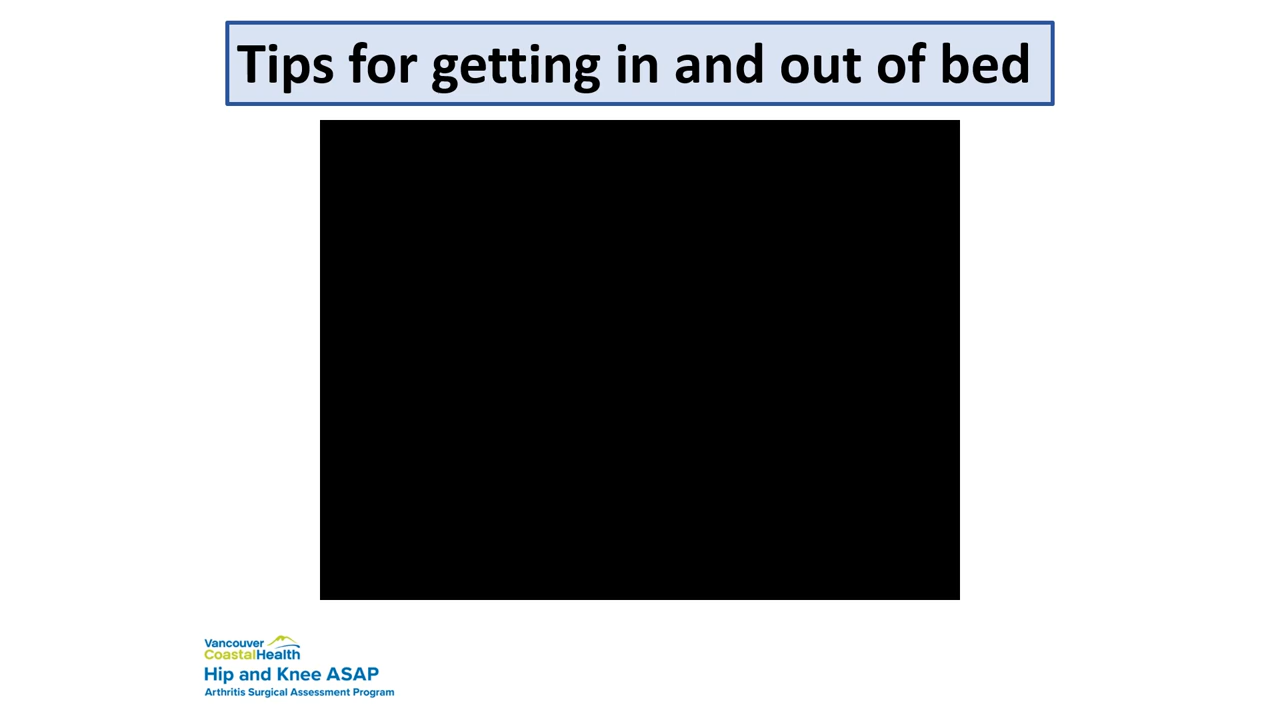 Tips for getting in and out of bed
Vancouver
CoastalHealth
Hip and Knee ASAP
Arthritis Surgical Assessment Program